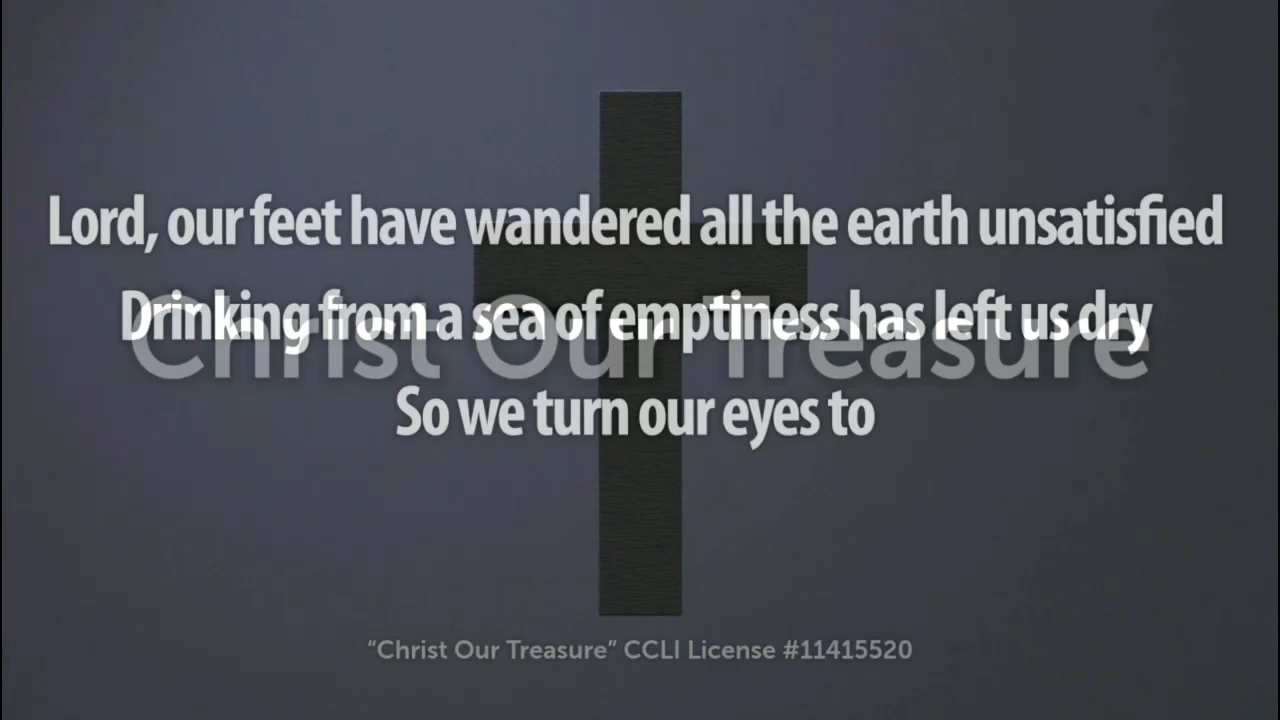 Lord, our feet have wandered all the earth unsatisfied
Drinking from a sea of emptiness has left us dry
Christ Our Treasure
So we turn our eyes to
“Christ Our Treasure” CCLI License #11415520